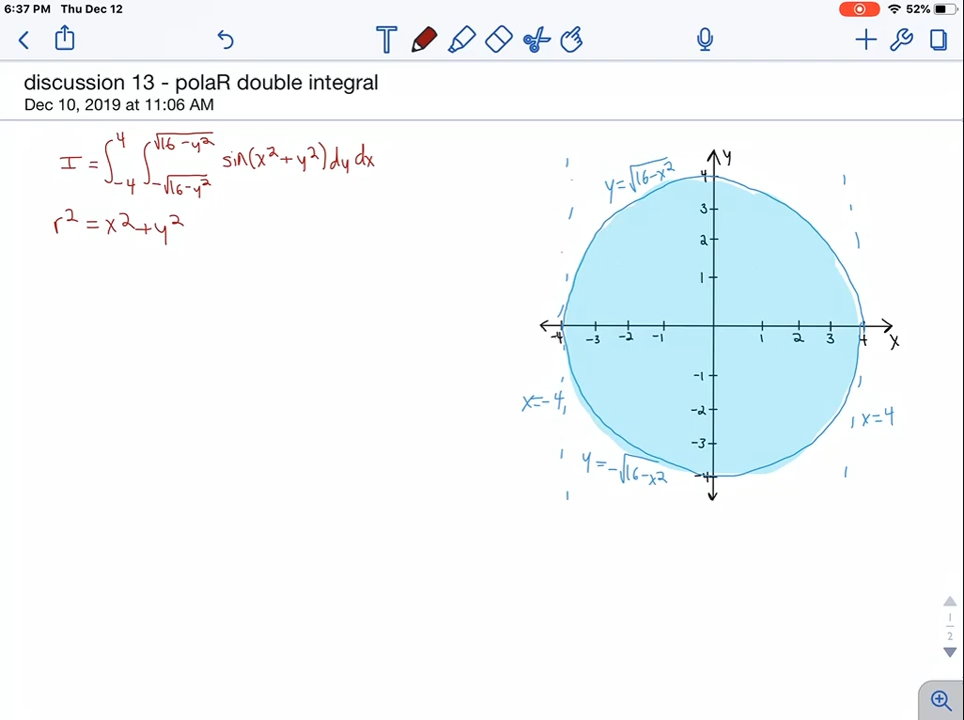 6:37 PM Thu Dec 12
52%
T
discussion 13 - polaR double integral
Dec 10, 2019 at 11:06 AM
I = ∫_{-4}^{4} ∫_{-√(16-y²)}^{√(16-y²)} sin(x²+y²) dy dx
r² = x²+y²
y
y=√(16-x²)
4
3
2
1
-4 -3 -2 -1 1 2 3 4
x
-1
-2
-3
-4
x=-4
x=4
y=-√(16-x²)
1
2